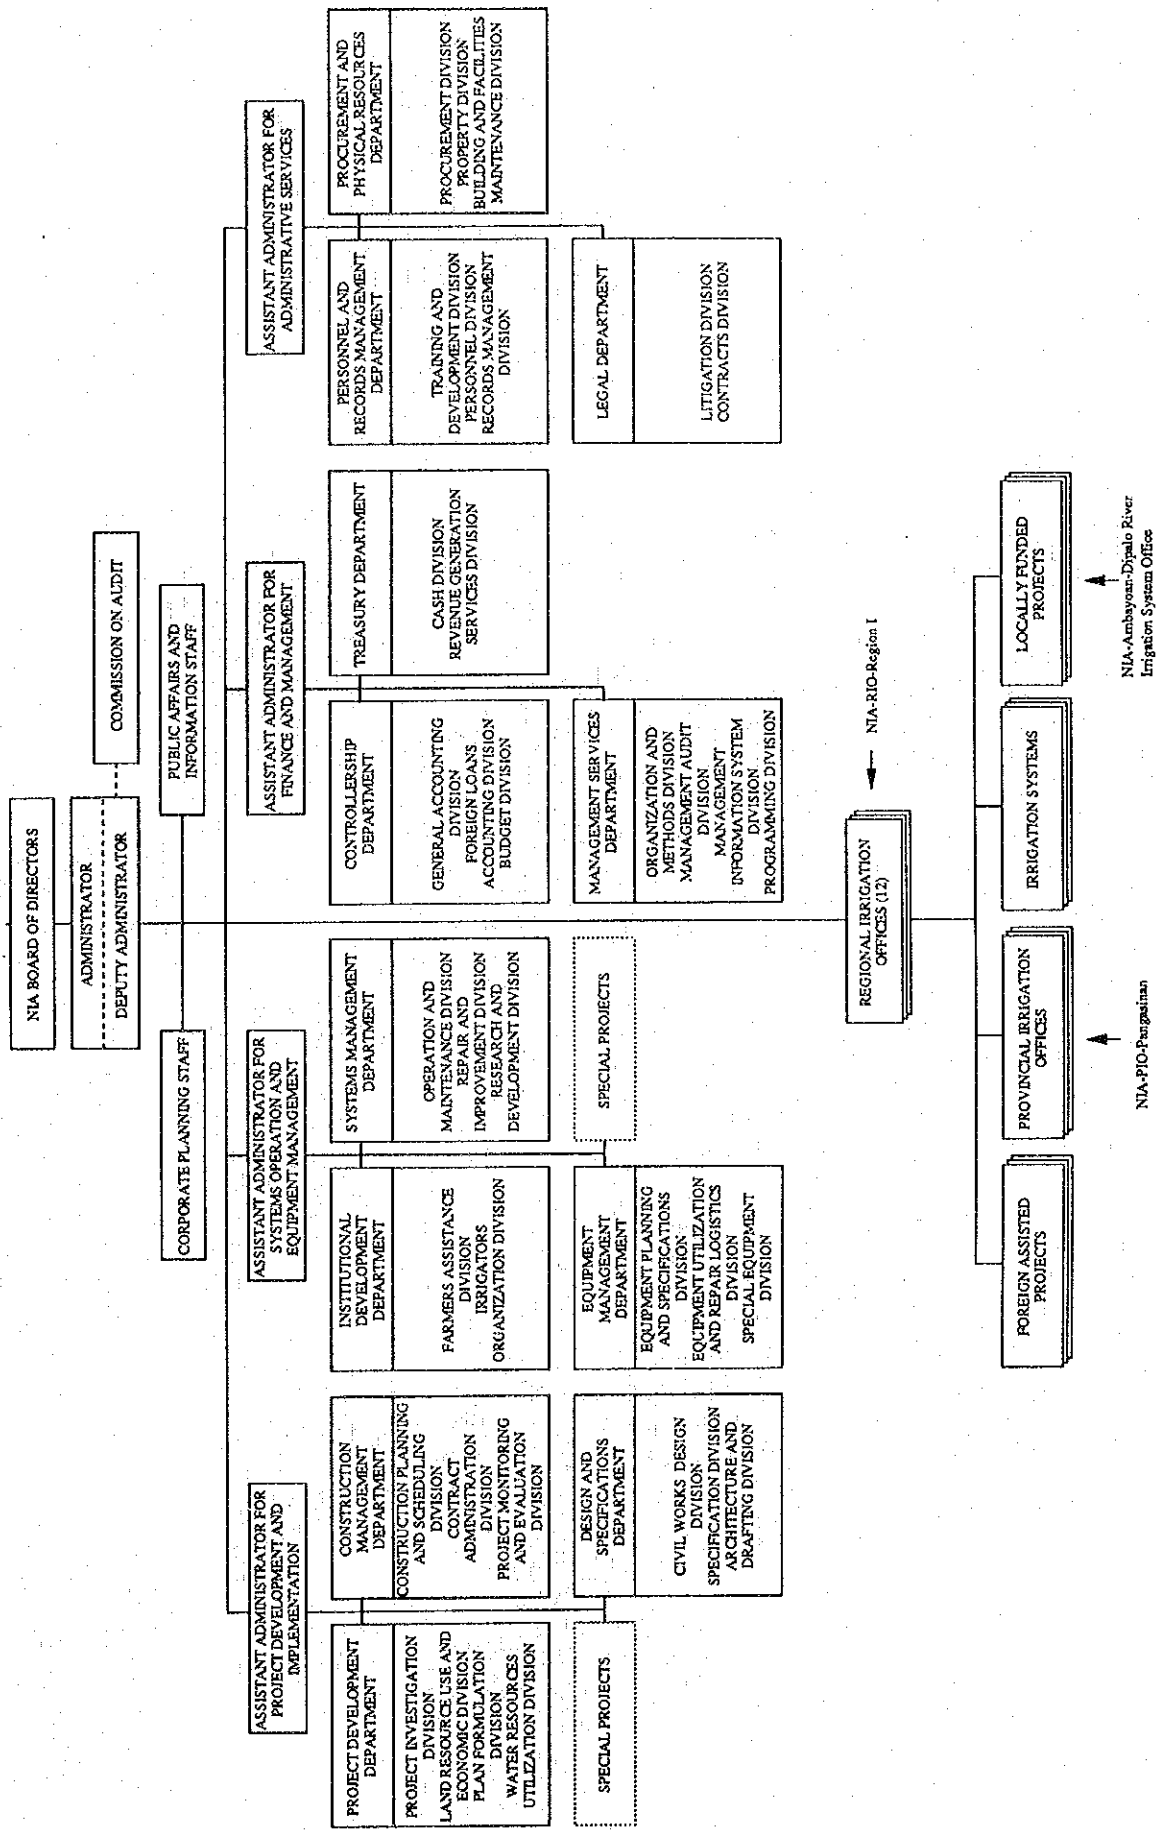 NIA BOARD OF DIRECTORS
ADMINISTRATOR
DEPUTY ADMINISTRATOR
COMMISSION ON AUDIT
CORPORATE PLANNING STAFF
PUBLIC AFFAIRS AND
INFORMATION STAFF
ASSISTANT ADMINISTRATOR FOR
PROJECT DEVELOPMENT AND
IMPLEMENTATION
ASSISTANT ADMINISTRATOR FOR
SYSTEMS OPERATION AND
EQUIPMENT MANAGEMENT
ASSISTANT ADMINISTRATOR FOR
FINANCE AND MANAGEMENT
ASSISTANT ADMINISTRATOR FOR
ADMINISTRATIVE SERVICES
PROJECT DEVELOPMENT
DEPARTMENT
PROJECT INVESTIGATION
DIVISION
LAND RESOURCE USE AND
ECONOMIC DIVISION
PLAN FORMULATION
DIVISION
WATER RESOURCES
UTILIZATION DIVISION
CONSTRUCTION
MANAGEMENT
DEPARTMENT
CONSTRUCTION PLANNING
AND SCHEDULING
DIVISION
CONTRACT
ADMINISTRATION
DIVISION
PROJECT MONITORING
AND EVALUATION
DIVISION
INSTITUTIONAL
DEVELOPMENT
DEPARTMENT
FARMERS ASSISTANCE
DIVISION
IRRIGATORS
ORGANIZATION DIVISION
SYSTEMS MANAGEMENT
DEPARTMENT
OPERATION AND
MAINTENANCE DIVISION
REPAIR AND
IMPROVEMENT DIVISION
RESEARCH AND
DEVELOPMENT DIVISION
CONTROLLERSHIP
DEPARTMENT
GENERAL ACCOUNTING
DIVISION
FOREIGN LOANS
ACCOUNTING DIVISION
BUDGET DIVISION
TREASURY DEPARTMENT
CASH DIVISION
REVENUE GENERATION
SERVICES DIVISION
PERSONNEL AND
RECORDS MANAGEMENT
DEPARTMENT
TRAINING AND
DEVELOPMENT DIVISION
PERSONNEL DIVISION
RECORDS MANAGEMENT
DIVISION
PROCUREMENT AND
PHYSICAL RESOURCES
DEPARTMENT
PROCUREMENT DIVISION
PROPERTY DIVISION
BUILDING AND FACILITIES
MAINTENANCE DIVISION
SPECIAL PROJECTS
DESIGN AND
SPECIFICATIONS
DEPARTMENT
CIVIL WORKS DESIGN
DIVISION
SPECIFICATION DIVISION
ARCHITECTURE AND
DRAFTING DIVISION
EQUIPMENT
MANAGEMENT
DEPARTMENT
EQUIPMENT PLANNING
AND SPECIFICATIONS
DIVISION
EQUIPMENT UTILIZATION
AND REPAIR LOGISTICS
DIVISION
SPECIAL EQUIPMENT
DIVISION
SPECIAL PROJECTS
MANAGEMENT SERVICES
DEPARTMENT
ORGANIZATION AND
METHODS DIVISION
MANAGEMENT AUDIT
DIVISION
MANAGEMENT
INFORMATION SYSTEM
DIVISION
PROGRAMMING DIVISION
LEGAL DEPARTMENT
LITIGATION DIVISION
CONTRACTS DIVISION
REGIONAL IRRIGATION
OFFICES (12)
NIA-RIO-Region I
FOREIGN ASSISTED
PROJECTS
PROVINCIAL IRRIGATION
OFFICES
IRRIGATION SYSTEMS
LOCALLY FUNDED
PROJECTS
NIA-PIO-Pangasinan
NIA-Ambayoan-Dipalo River
Irrigation System Office